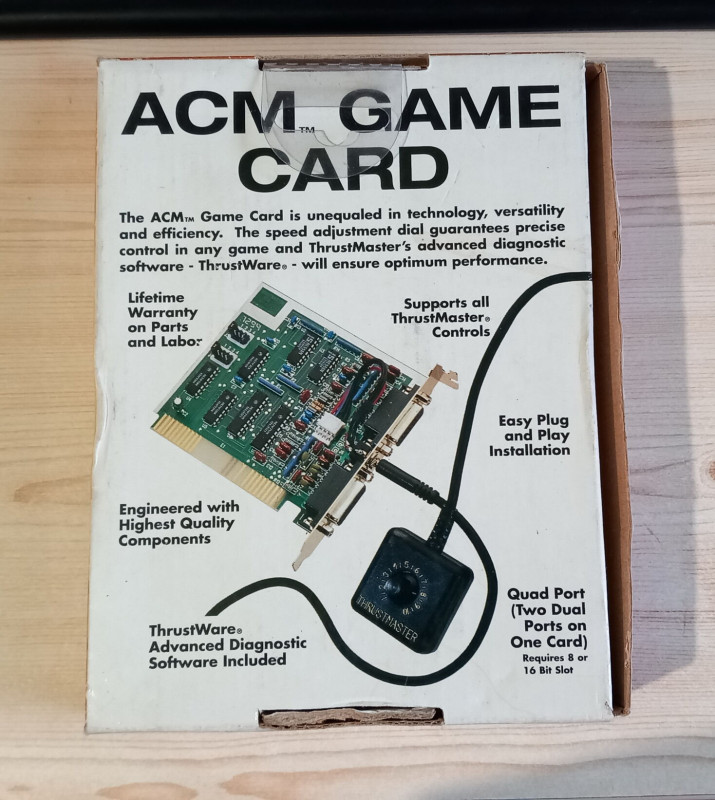 ACM™ GAME
CARD
The ACM™ Game Card is unequaled in technology, versatility
and efficiency. The speed adjustment dial guarantees precise
control in any game and ThrustMaster's advanced diagnostic
software - ThrustWare® - will ensure optimum performance.
Lifetime
Warranty
on Parts
and Labor
Supports all
ThrustMaster®
Controls
Easy Plug
and Play
Installation
Engineered with
Highest Quality
Components
THRUSTMASTER
Quad Port
(Two Dual
Ports on
One Card)
Requires 8 or
16 Bit Slot
ThrustWare®
Advanced Diagnostic
Software Included